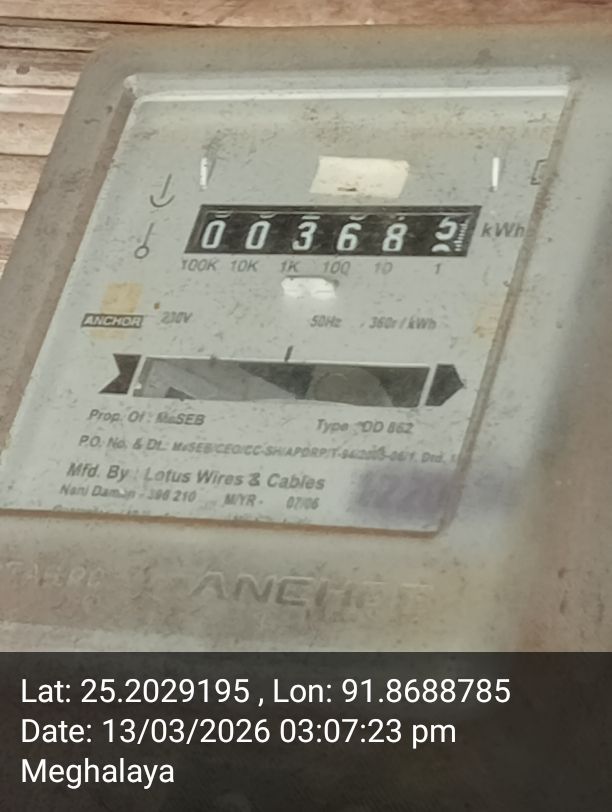 003685 kWh
100K 10K 1K 100 10 1
ANCHOR 230V 50Hz 360r/kWh
Prop. Of : MeSEB Type : DD 862
P.O. No. & Dt.
Mfd. By : Lotus Wires & Cables
Nani Daman - 396 210 M/YR - 07/06
Lat: 25.2029195 , Lon: 91.8688785
Date: 13/03/2026 03:07:23 pm
Meghalaya